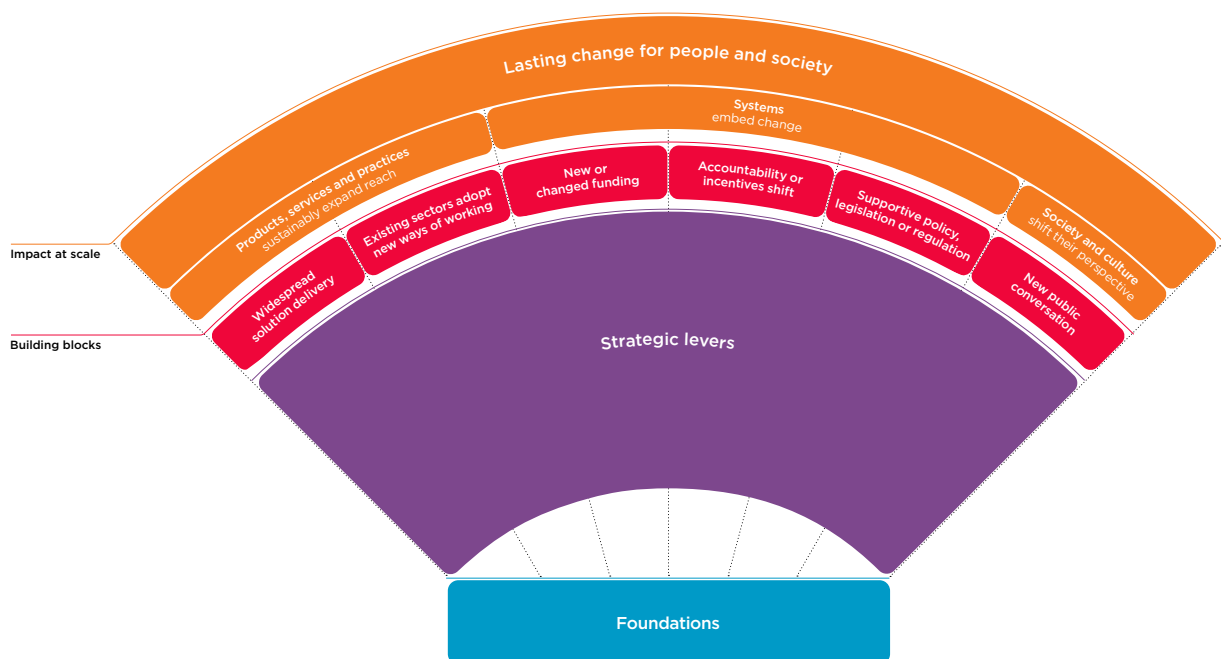 Lasting change for people and society
Systems
embed change
Products, services and practices
sustainably expand reach
Society and culture
shift their perspective
Impact at scale
Widespread
solution delivery
Existing sectors adopt
new ways of working
New or
changed funding
Accountability or
incentives shift
Supportive policy,
legislation or regulation
New public
conversation
Building blocks
Strategic levers
Foundations